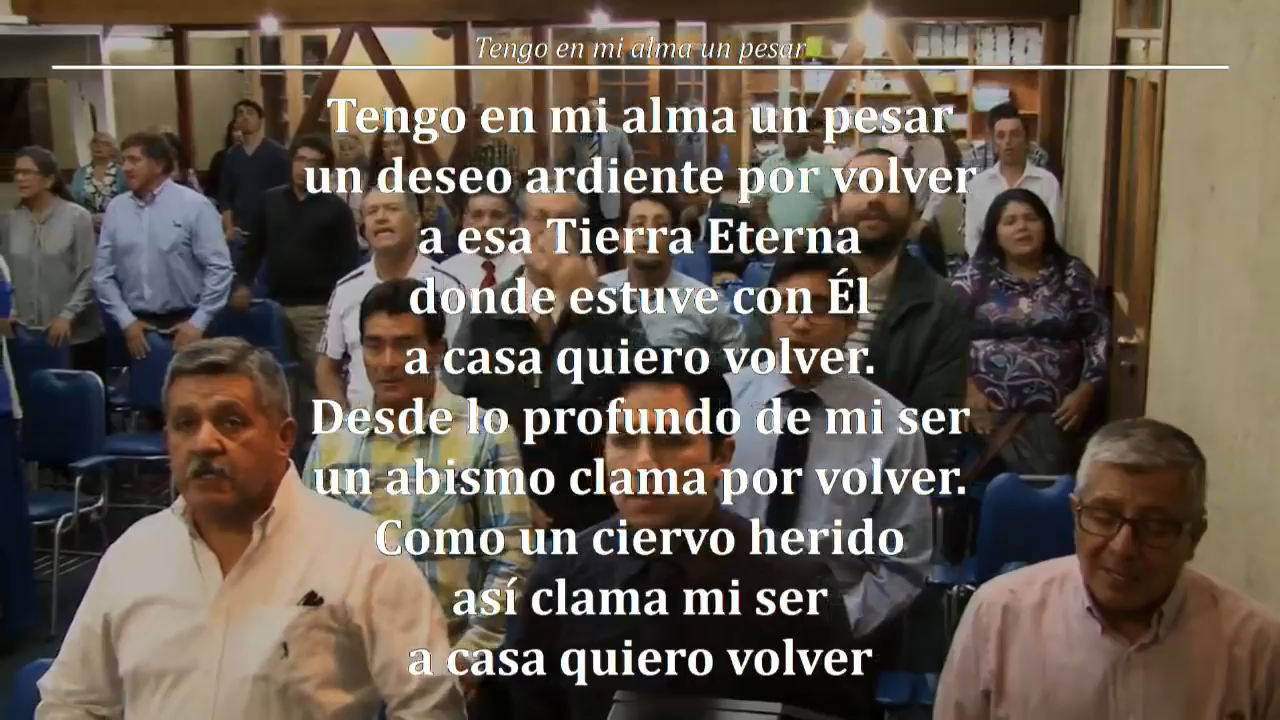 Tengo en mi alma un pesar
Tengo en mi alma un pesar
un deseo ardiente por volver
a esa Tierra Eterna
donde estuve con Él
a casa quiero volver.
Desde lo profundo de mi ser
un abismo clama por volver.
Como un ciervo herido
así clama mi ser
a casa quiero volver